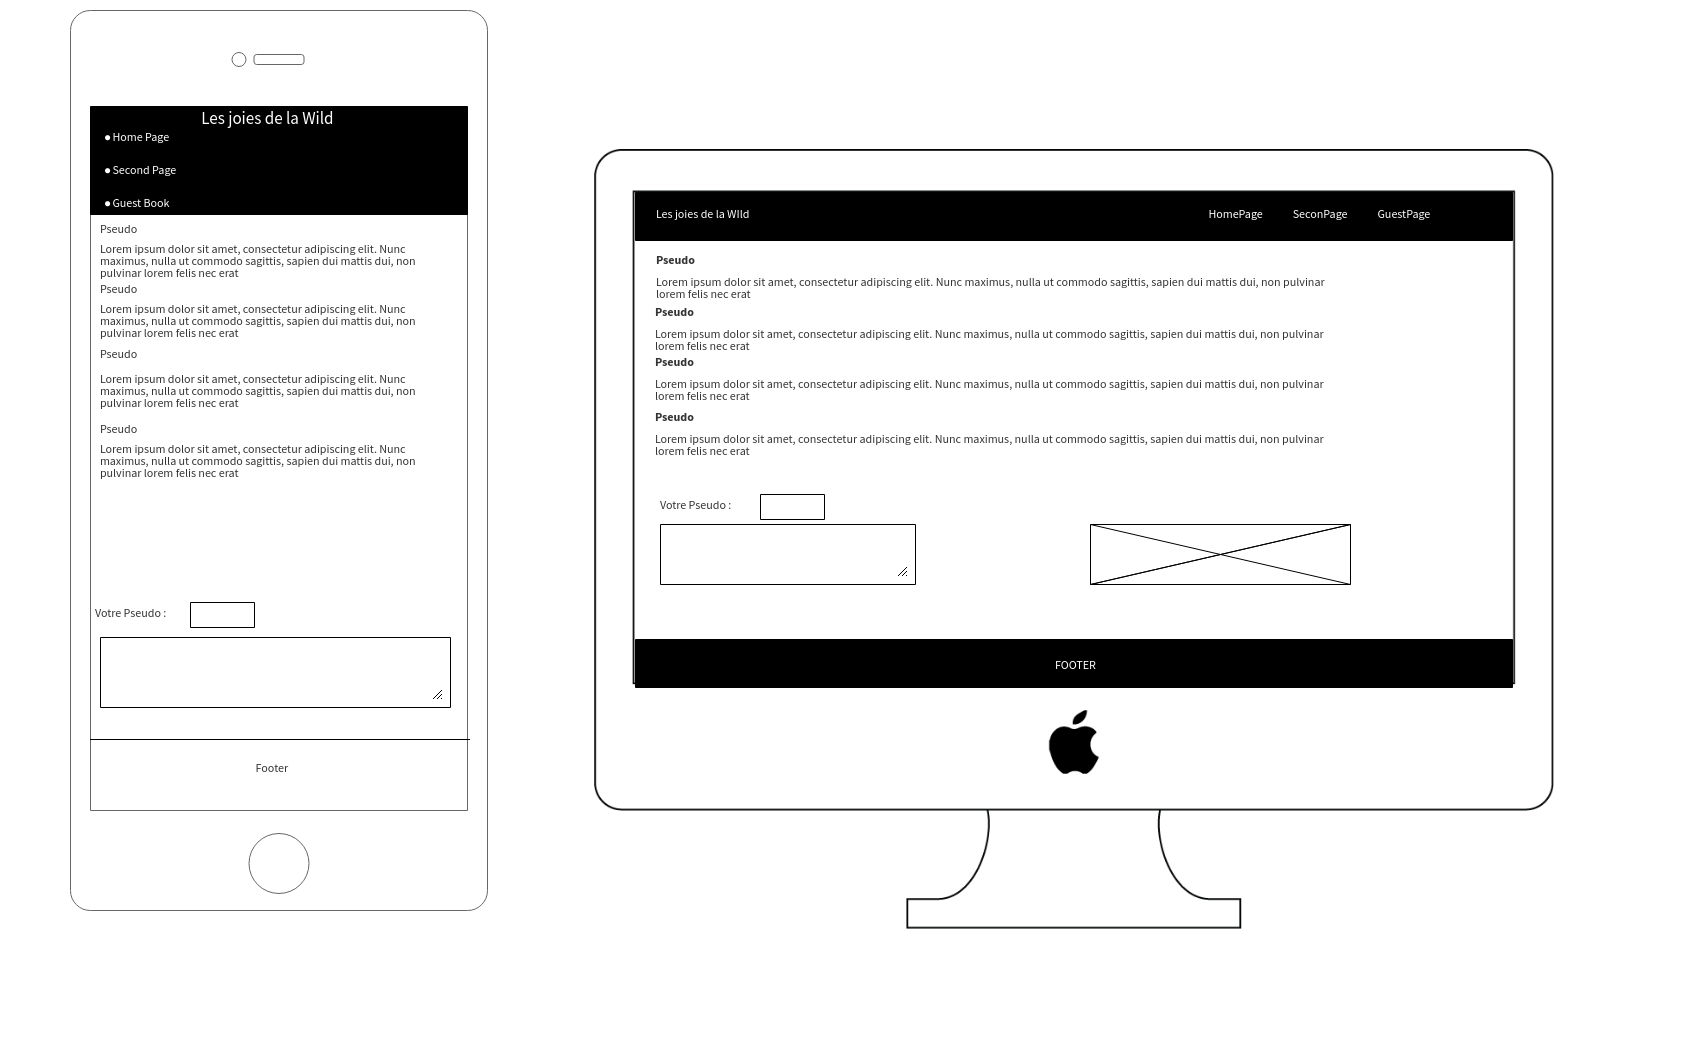 Les joies de la Wild
● Home Page
● Second Page
● Guest Book
Pseudo
Lorem ipsum dolor sit amet, consectetur adipiscing elit. Nunc
maximus, nulla ut commodo sagittis, sapien dui mattis dui, non
pulvinar lorem felis nec erat
Pseudo
Lorem ipsum dolor sit amet, consectetur adipiscing elit. Nunc
maximus, nulla ut commodo sagittis, sapien dui mattis dui, non
pulvinar lorem felis nec erat
Pseudo
Lorem ipsum dolor sit amet, consectetur adipiscing elit. Nunc
maximus, nulla ut commodo sagittis, sapien dui mattis dui, non
pulvinar lorem felis nec erat
Pseudo
Lorem ipsum dolor sit amet, consectetur adipiscing elit. Nunc
maximus, nulla ut commodo sagittis, sapien dui mattis dui, non
pulvinar lorem felis nec erat
Votre Pseudo :
Footer
Les joies de la WIld
HomePage
SeconPage
GuestPage
Pseudo
Lorem ipsum dolor sit amet, consectetur adipiscing elit. Nunc maximus, nulla ut commodo sagittis, sapien dui mattis dui, non pulvinar
lorem felis nec erat
Pseudo
Lorem ipsum dolor sit amet, consectetur adipiscing elit. Nunc maximus, nulla ut commodo sagittis, sapien dui mattis dui, non pulvinar
lorem felis nec erat
Pseudo
Lorem ipsum dolor sit amet, consectetur adipiscing elit. Nunc maximus, nulla ut commodo sagittis, sapien dui mattis dui, non pulvinar
lorem felis nec erat
Pseudo
Lorem ipsum dolor sit amet, consectetur adipiscing elit. Nunc maximus, nulla ut commodo sagittis, sapien dui mattis dui, non pulvinar
lorem felis nec erat
Votre Pseudo :
FOOTER